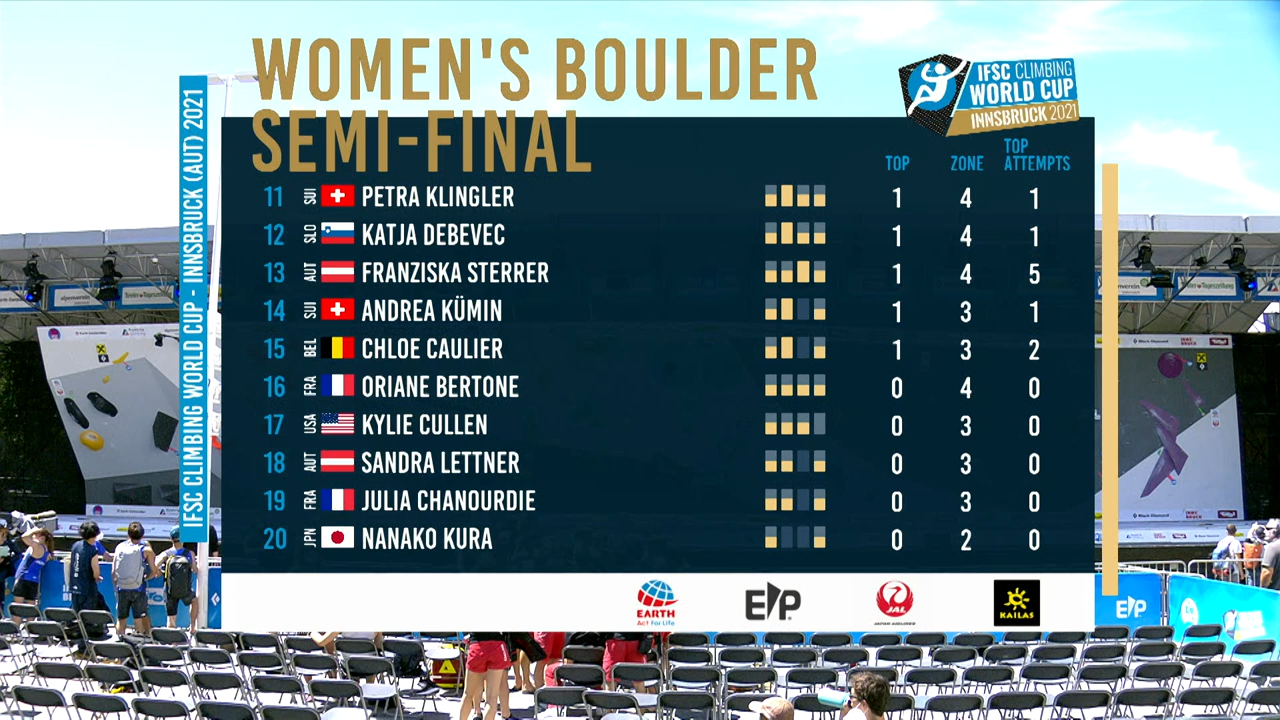 WOMEN'S BOULDER
SEMI-FINAL
IFSC CLIMBING
WORLD CUP
INNSBRUCK 2021
IFSC CLIMBING WORLD CUP - INNSBRUCK (AUT) 2021
TOP ZONE TOP ATTEMPTS
11 SUI PETRA KLINGLER 1 4 1
12 SLO KATJA DEBEVEC 1 4 1
13 AUT FRANZISKA STERRER 1 4 5
14 SUI ANDREA KÜMIN 1 3 1
15 BEL CHLOE CAULIER 1 3 2
16 FRA ORIANE BERTONE 0 4 0
17 USA KYLIE CULLEN 0 3 0
18 AUT SANDRA LETTNER 0 3 0
19 FRA JULIA CHANOURDIE 0 3 0
20 JPN NANAKO KURA 0 2 0
EARTH
Act For Life
EP
JAL
JAPAN AIRLINES
KAILAS
EP